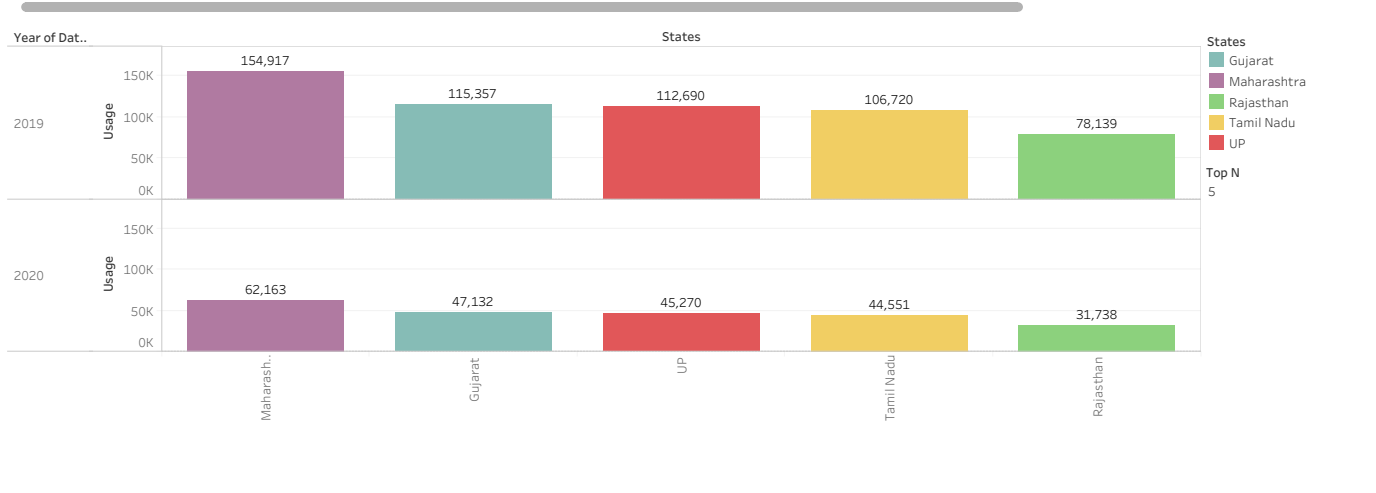 Year of Dat..
States
2019
Usage
150K
100K
50K
0K
154,917
115,357
112,690
106,720
78,139
2020
Usage
150K
100K
50K
0K
62,163
47,132
45,270
44,551
31,738
Maharash..
Gujarat
UP
Tamil Nadu
Rajasthan
States
Gujarat
Maharashtra
Rajasthan
Tamil Nadu
UP
Top N
5